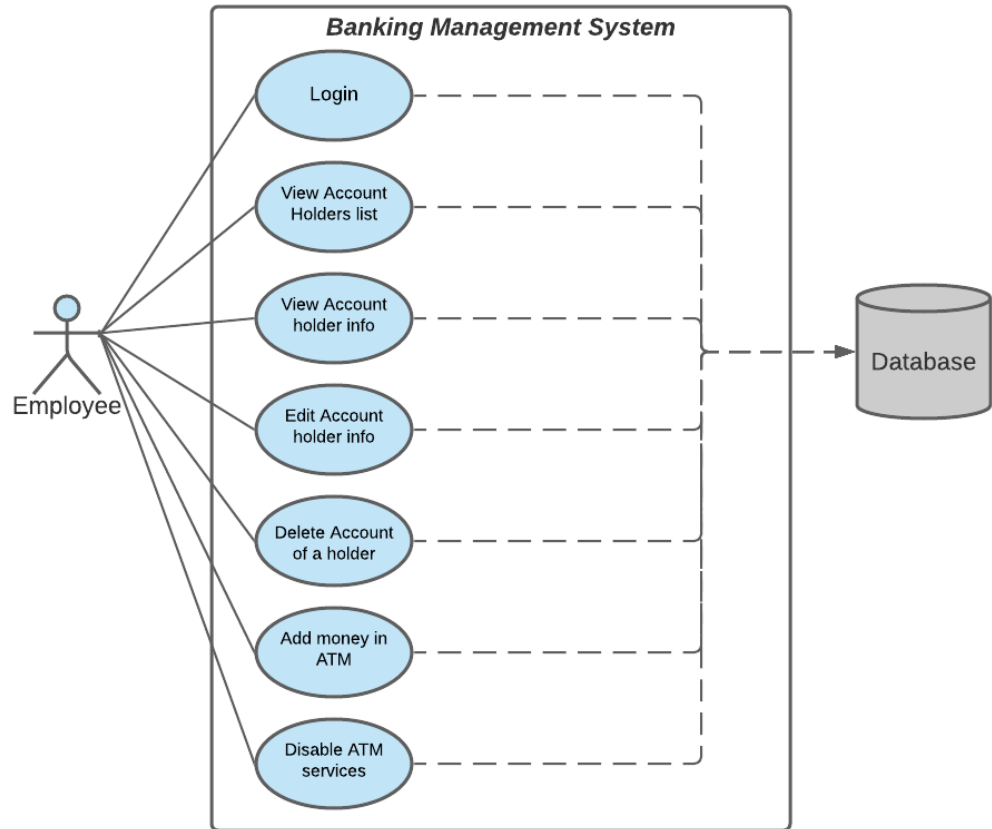 Banking Management System
Login
View Account
Holders list
View Account
holder info
Employee
Edit Account
holder info
Database
Delete Account
of a holder
Add money in
ATM
Disable ATM
services